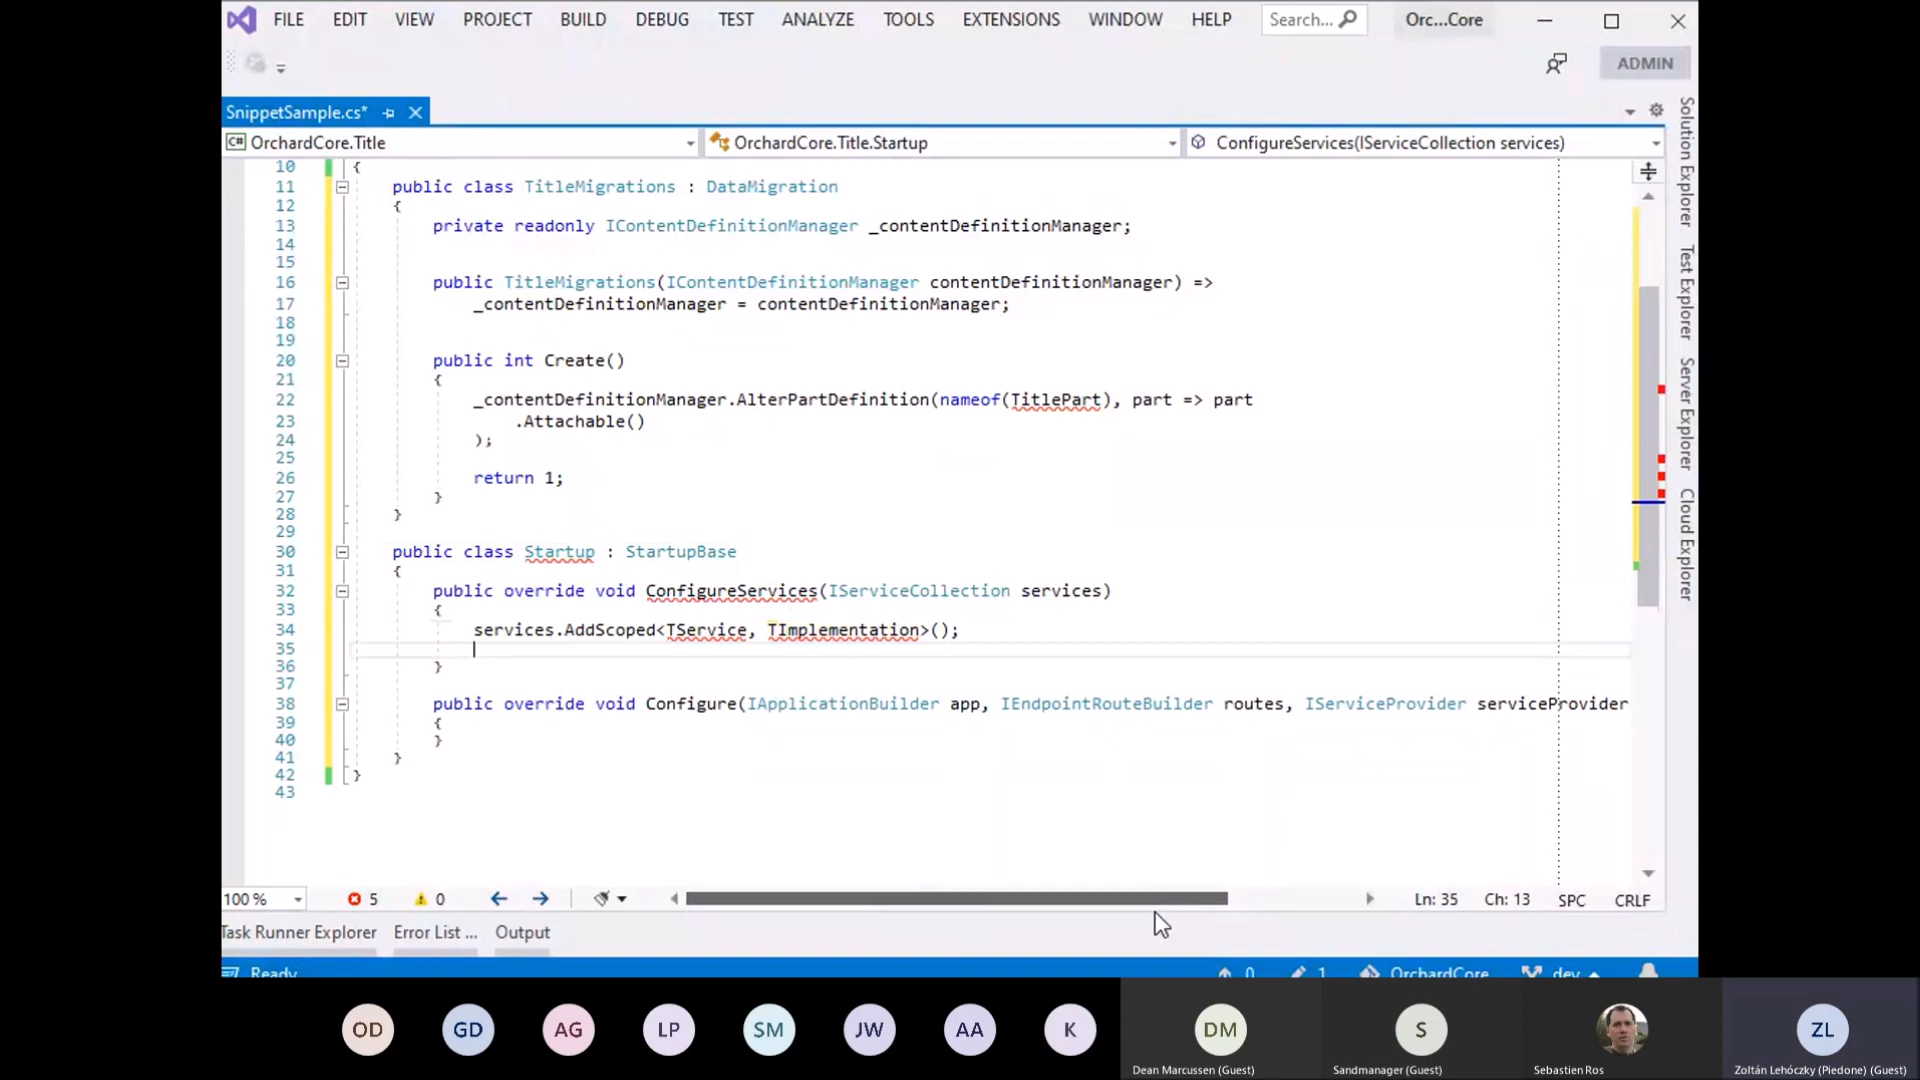 FILE EDIT VIEW PROJECT BUILD DEBUG TEST ANALYZE TOOLS EXTENSIONS WINDOW HELP Search... Orc...Core
ADMIN
SnippetSample.cs*
C# OrchardCore.Title OrchardCore.Title.Startup ConfigureServices(IServiceCollection services)
10 {
11 public class TitleMigrations : DataMigration
12 {
13 private readonly IContentDefinitionManager _contentDefinitionManager;
14
15
16 public TitleMigrations(IContentDefinitionManager contentDefinitionManager) =>
17 _contentDefinitionManager = contentDefinitionManager;
18
19
20 public int Create()
21 {
22 _contentDefinitionManager.AlterPartDefinition(nameof(TitlePart), part => part
23 .Attachable()
24 );
25
26 return 1;
27 }
28 }
29
30 public class Startup : StartupBase
31 {
32 public override void ConfigureServices(IServiceCollection services)
33 {
34 services.AddScoped<TService, TImplementation>();
35
36 }
37
38 public override void Configure(IApplicationBuilder app, IEndpointRouteBuilder routes, IServiceProvider serviceProvider
39 {
40 }
41 }
42 }
43
Solution Explorer
Test Explorer
Server Explorer
Cloud Explorer
100 % 5 0 Ln: 35 Ch: 13 SPC CRLF
Task Runner Explorer Error List ... Output
Ready 0 1 OrchardCore dev
OD GD AG LP SM JW AA K DM S ZL
Dean Marcussen (Guest) Sandmanager (Guest) Sebastien Ros Zoltán Lehóczky (Piedone) (Guest)